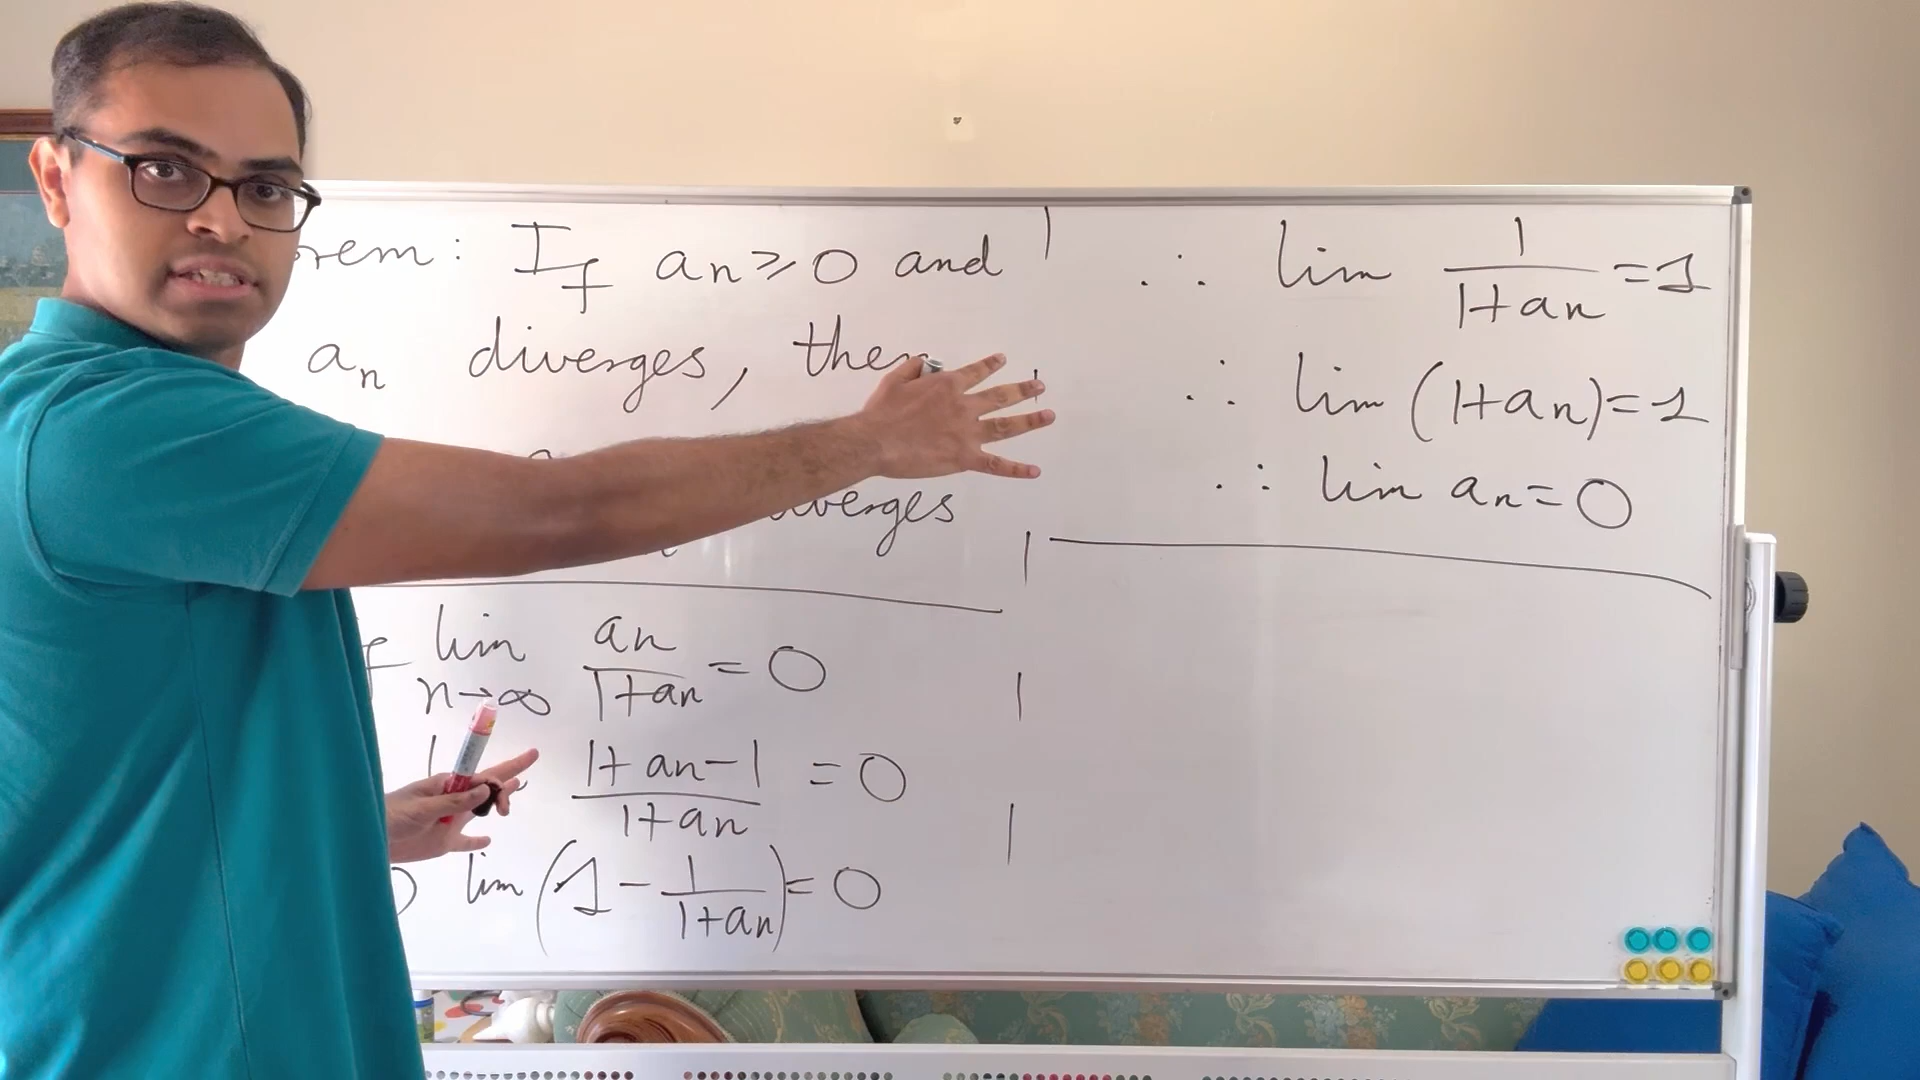 rem: If an ⩾ 0 and
an diverges, then
diverges
lim n→∞ an/(1+an) = 0
(1+an-1)/(1+an) = 0
lim (1 - 1/(1+an)) = 0
∴ lim 1/(1+an) = 1
∴ lim (1+an) = 1
∴ lim an = 0